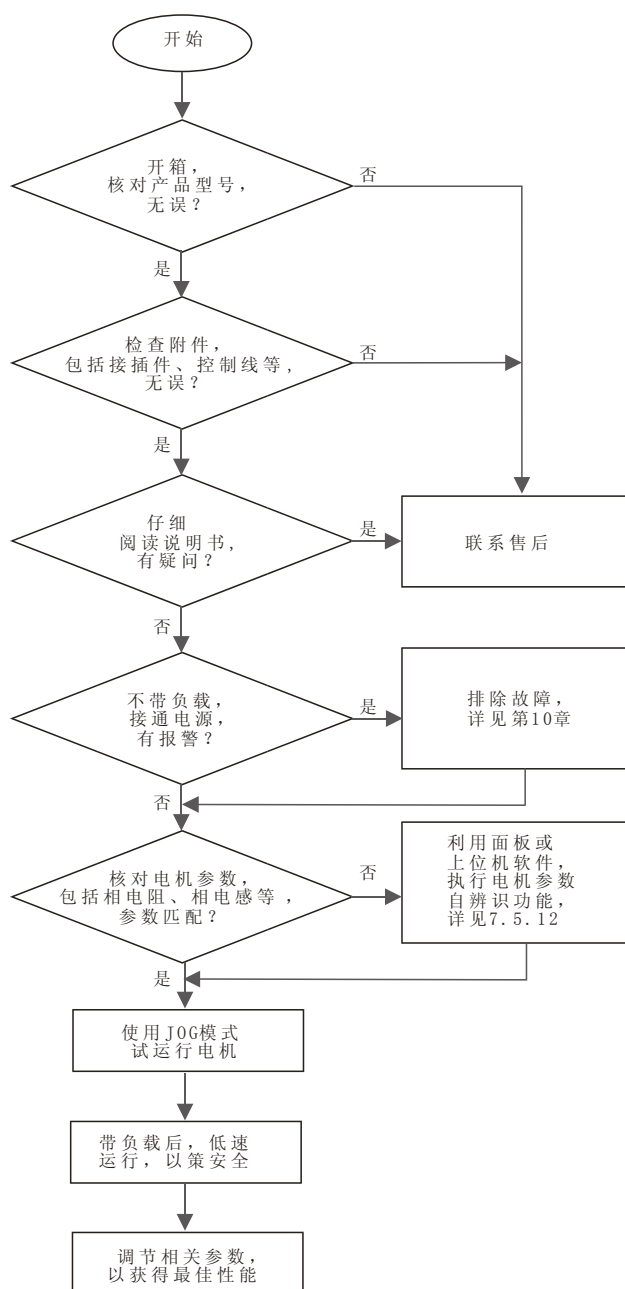 开始
开箱，
核对产品型号，
无误？
否
是
检查附件，
包括接插件、控制线等，
无误？
否
是
仔细
阅读说明书，
有疑问？
是
联系售后
否
不带负载，
接通电源，
有报警？
是
排除故障，
详见第10章
否
核对电机参数，
包括相电阻、相电感等，
参数匹配？
否
利用面板或
上位机软件，
执行电机参数
自辨识功能，
详见7.5.12
是
使用JOG模式
试运行电机
带负载后，低速
运行，以策安全
调节相关参数，
以获得最佳性能